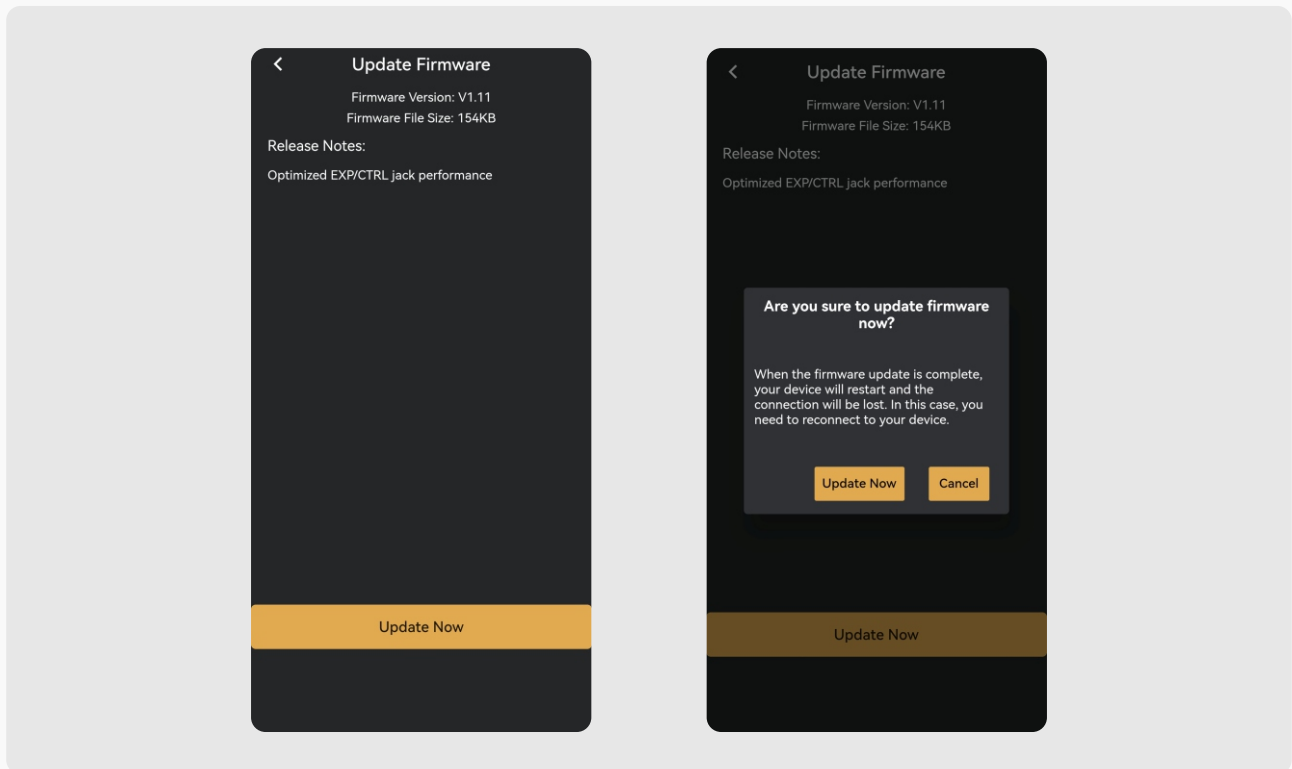 Update Firmware
Firmware Version: V1.11
Firmware File Size: 154KB
Release Notes:
Optimized EXP/CTRL jack performance
Update Now
Update Firmware
Firmware Version: V1.11
Firmware File Size: 154KB
Release Notes:
Optimized EXP/CTRL jack performance
Are you sure to update firmware
now?
When the firmware update is complete,
your device will restart and the
connection will be lost. In this case, you
need to reconnect to your device.
Update Now Cancel
Update Now